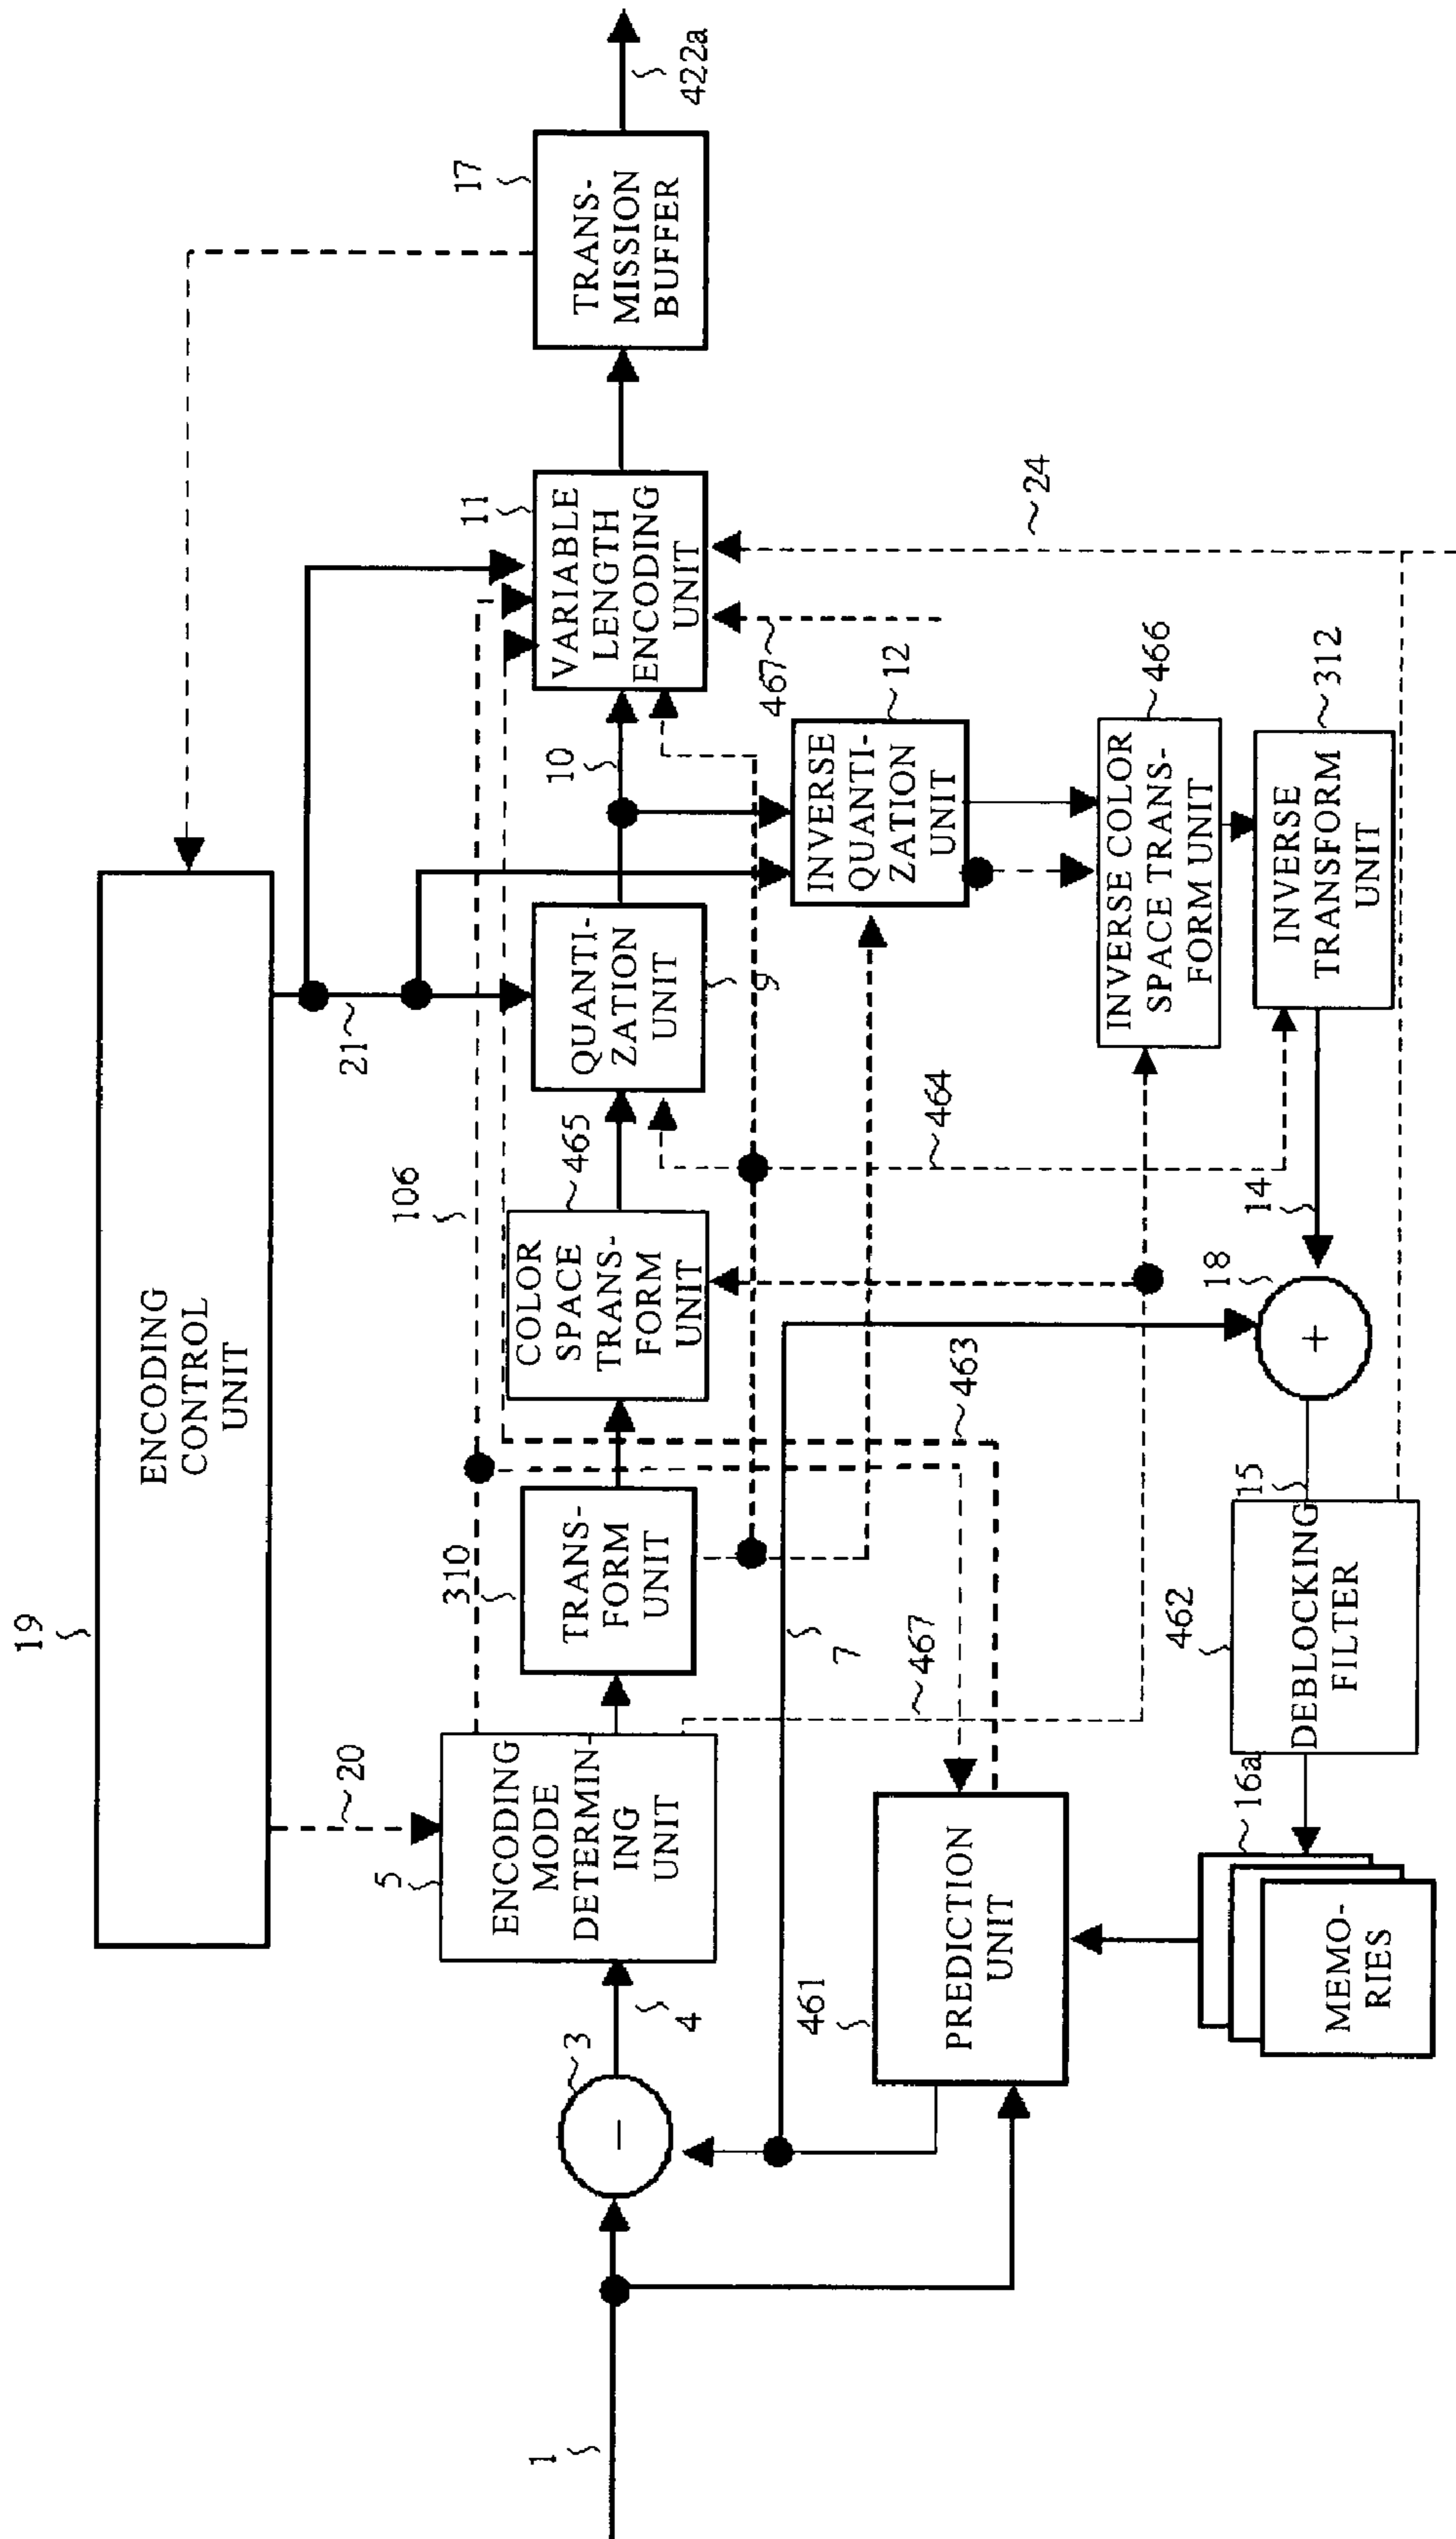 19
ENCODING
CONTROL
UNIT
20
21
106
1
3
4
5
ENCODING
MODE
DETERMIN-
ING
UNIT
310
TRANS-
FORM
UNIT
COLOR
SPACE
TRANS-
FORM
UNIT
465
QUANTI-
ZATION
UNIT
9
10
11
VARIABLE
LENGTH
ENCODING
UNIT
17
TRANS-
MISSION
BUFFER
422a
461
PREDICTION
UNIT
7
467
463
464
INVERSE
QUANTI-
ZATION
UNIT
12
467
24
INVERSE COLOR
SPACE TRANS-
FORM UNIT
466
INVERSE
TRANSFORM
UNIT
312
14
18
+
-
15
462
DEBLOCKING
FILTER
16a
MEMO-
RIES